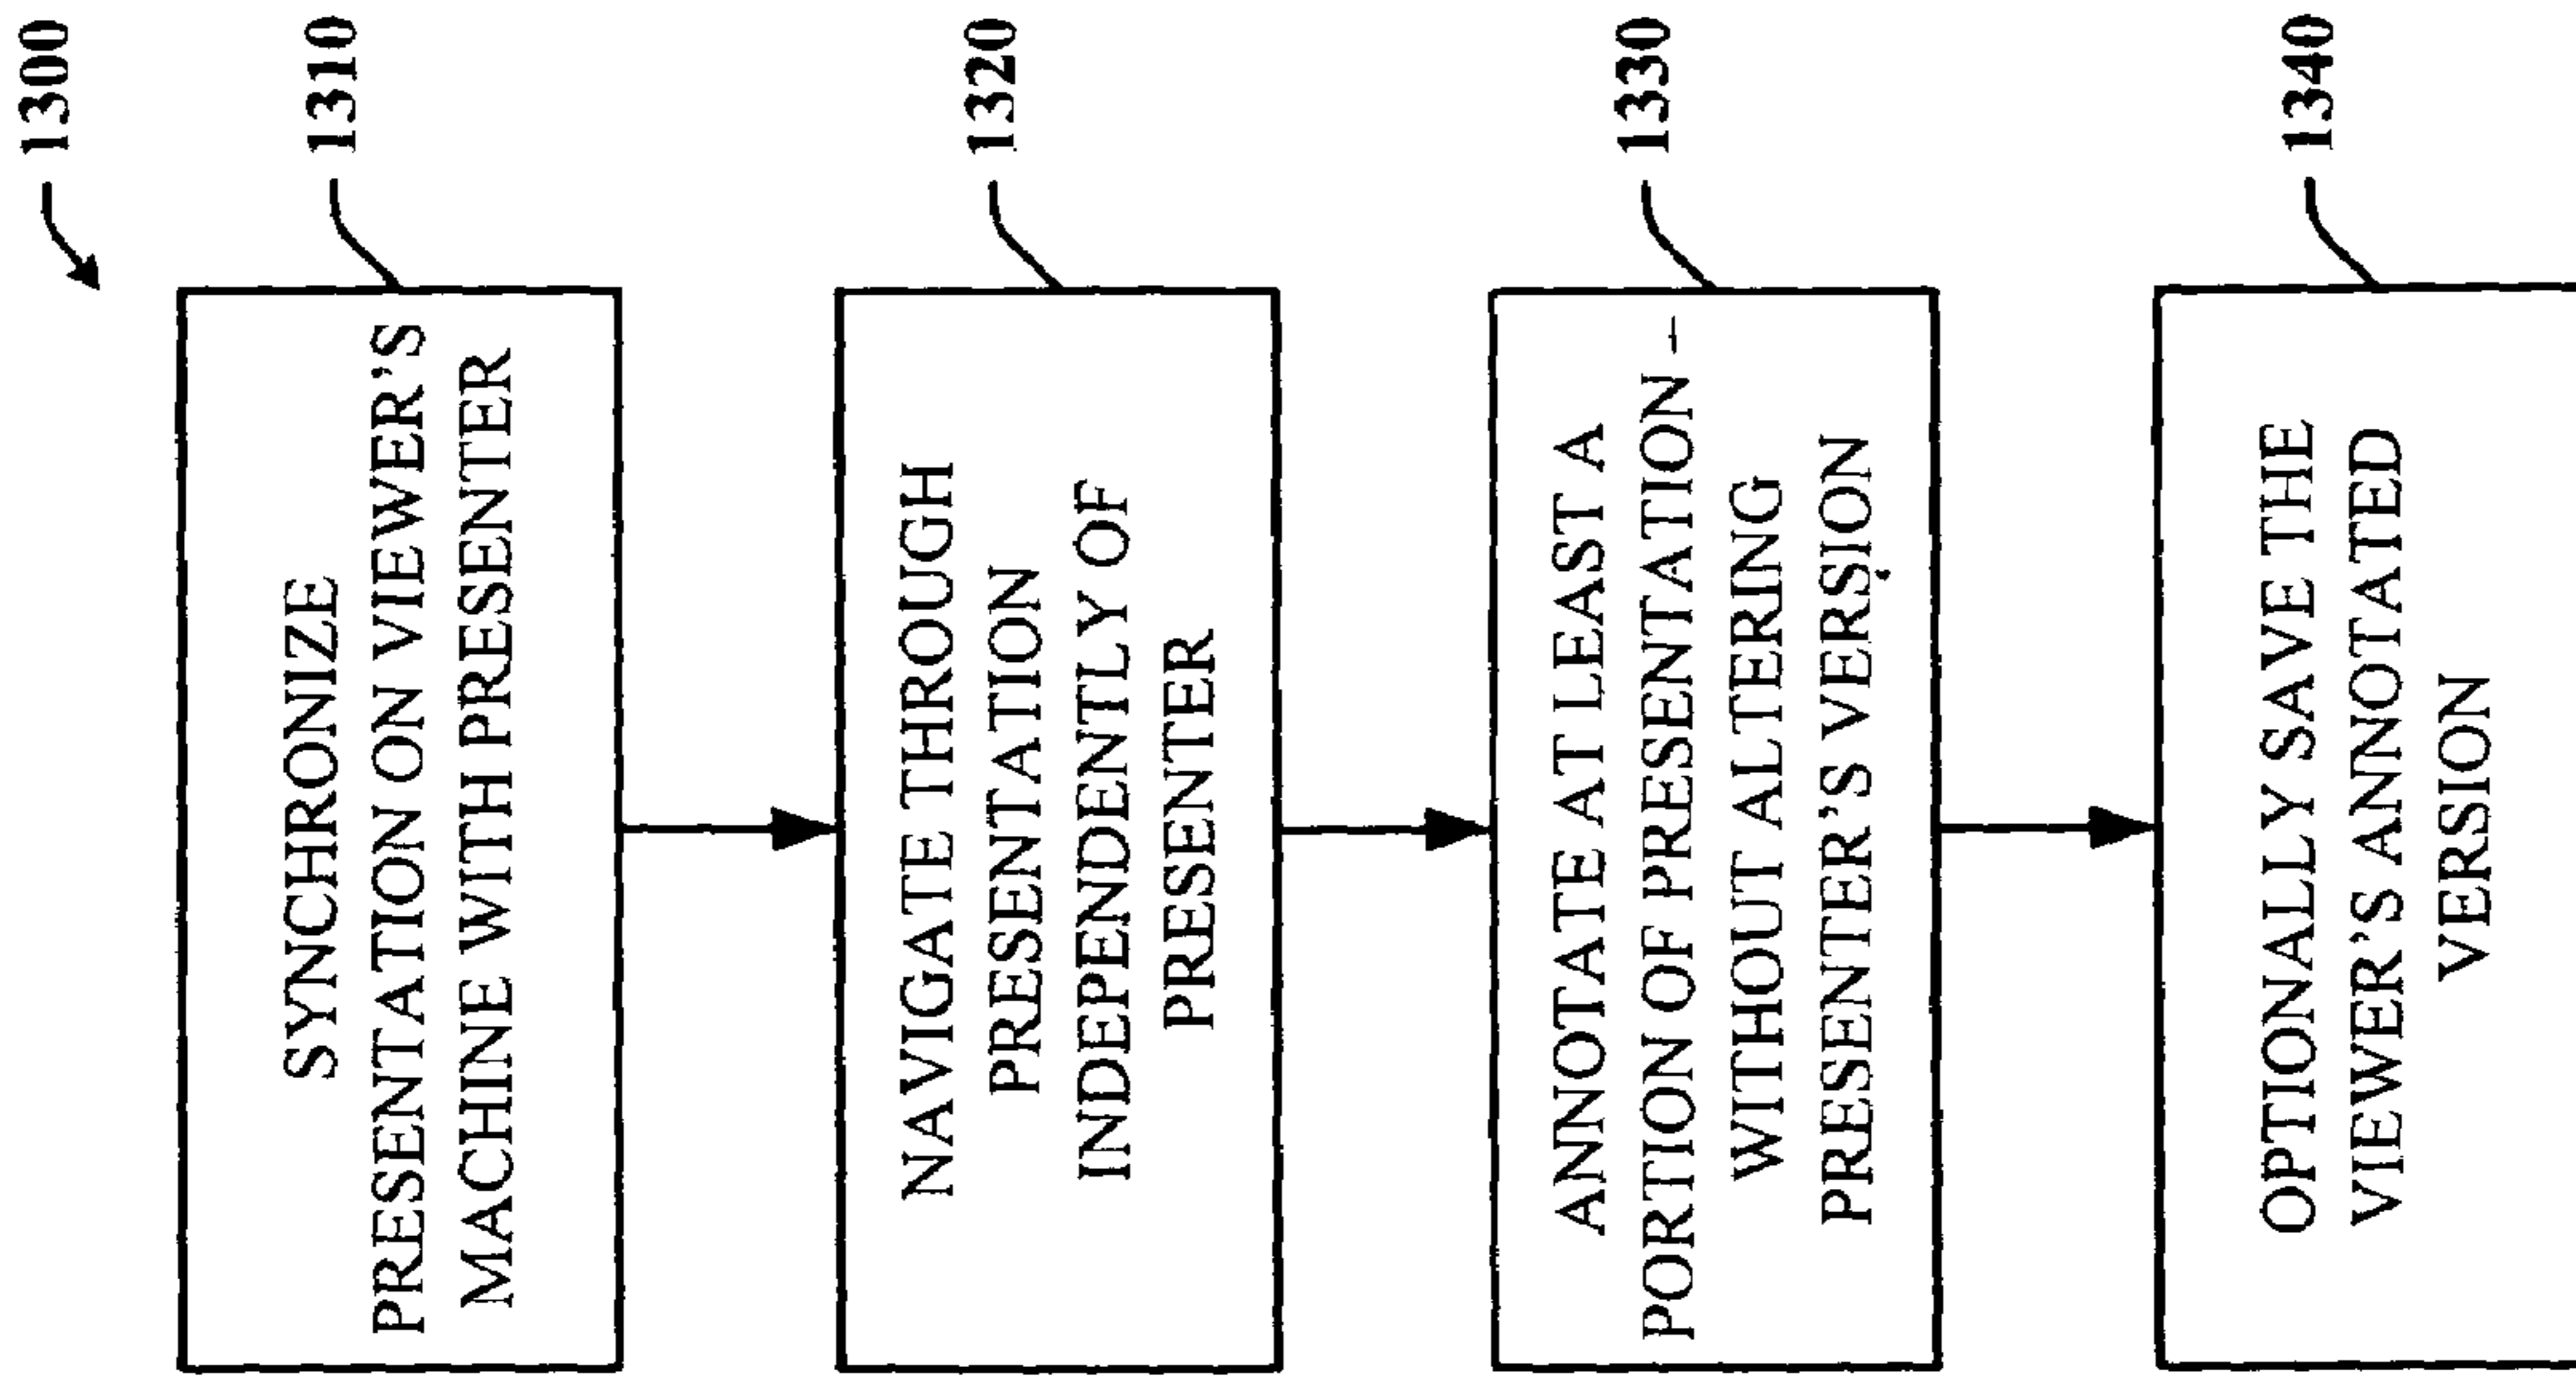 1300
1310
SYNCHRONIZE
PRESENTATION ON VIEWER'S
MACHINE WITH PRESENTER
1320
NAVIGATE THROUGH
PRESENTATION
INDEPENDENTLY OF
PRESENTER
1330
ANNOTATE AT LEAST A
PORTION OF PRESENTATION –
WITHOUT ALTERING
PRESENTER'S VERSION
1340
OPTIONALLY SAVE THE
VIEWER'S ANNOTATED
VERSION